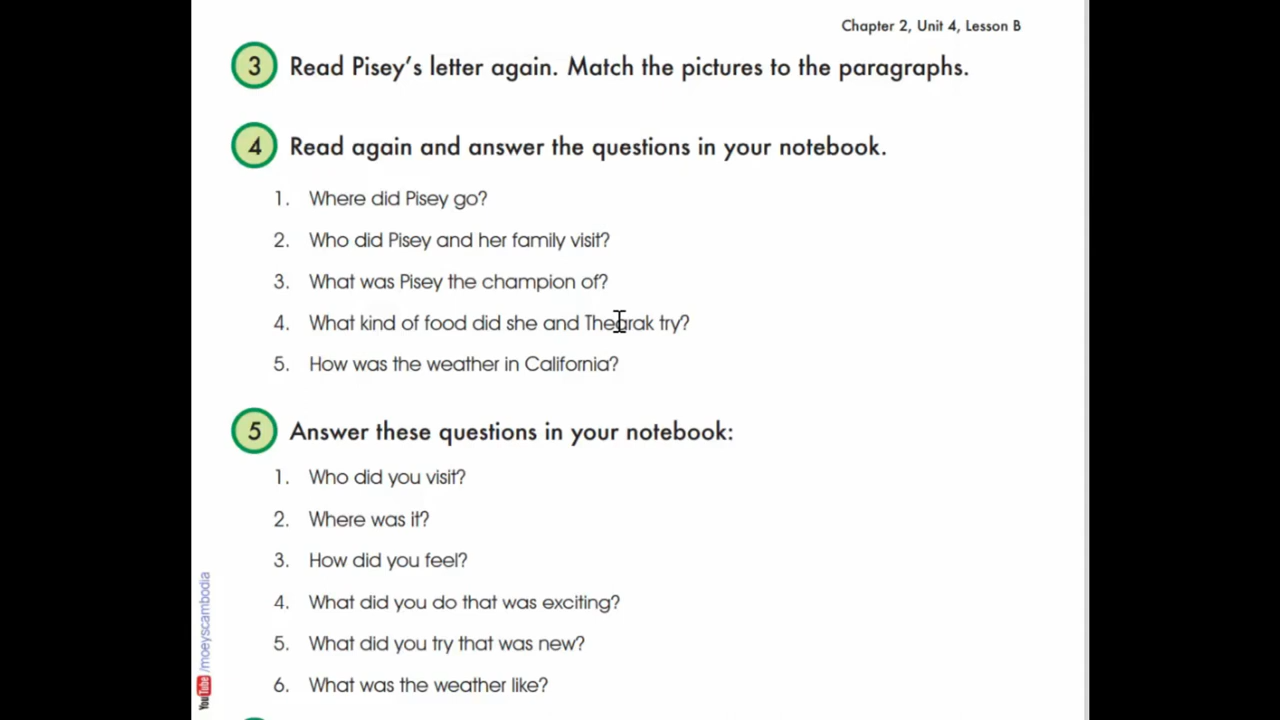 Chapter 2, Unit 4, Lesson B
3 Read Pisey's letter again. Match the pictures to the paragraphs.
4 Read again and answer the questions in your notebook.
1. Where did Pisey go?
2. Who did Pisey and her family visit?
3. What was Pisey the champion of?
4. What kind of food did she and Thearak try?
5. How was the weather in California?
5 Answer these questions in your notebook:
1. Who did you visit?
2. Where was it?
3. How did you feel?
4. What did you do that was exciting?
5. What did you try that was new?
6. What was the weather like?
YouTube /moeyscambodia